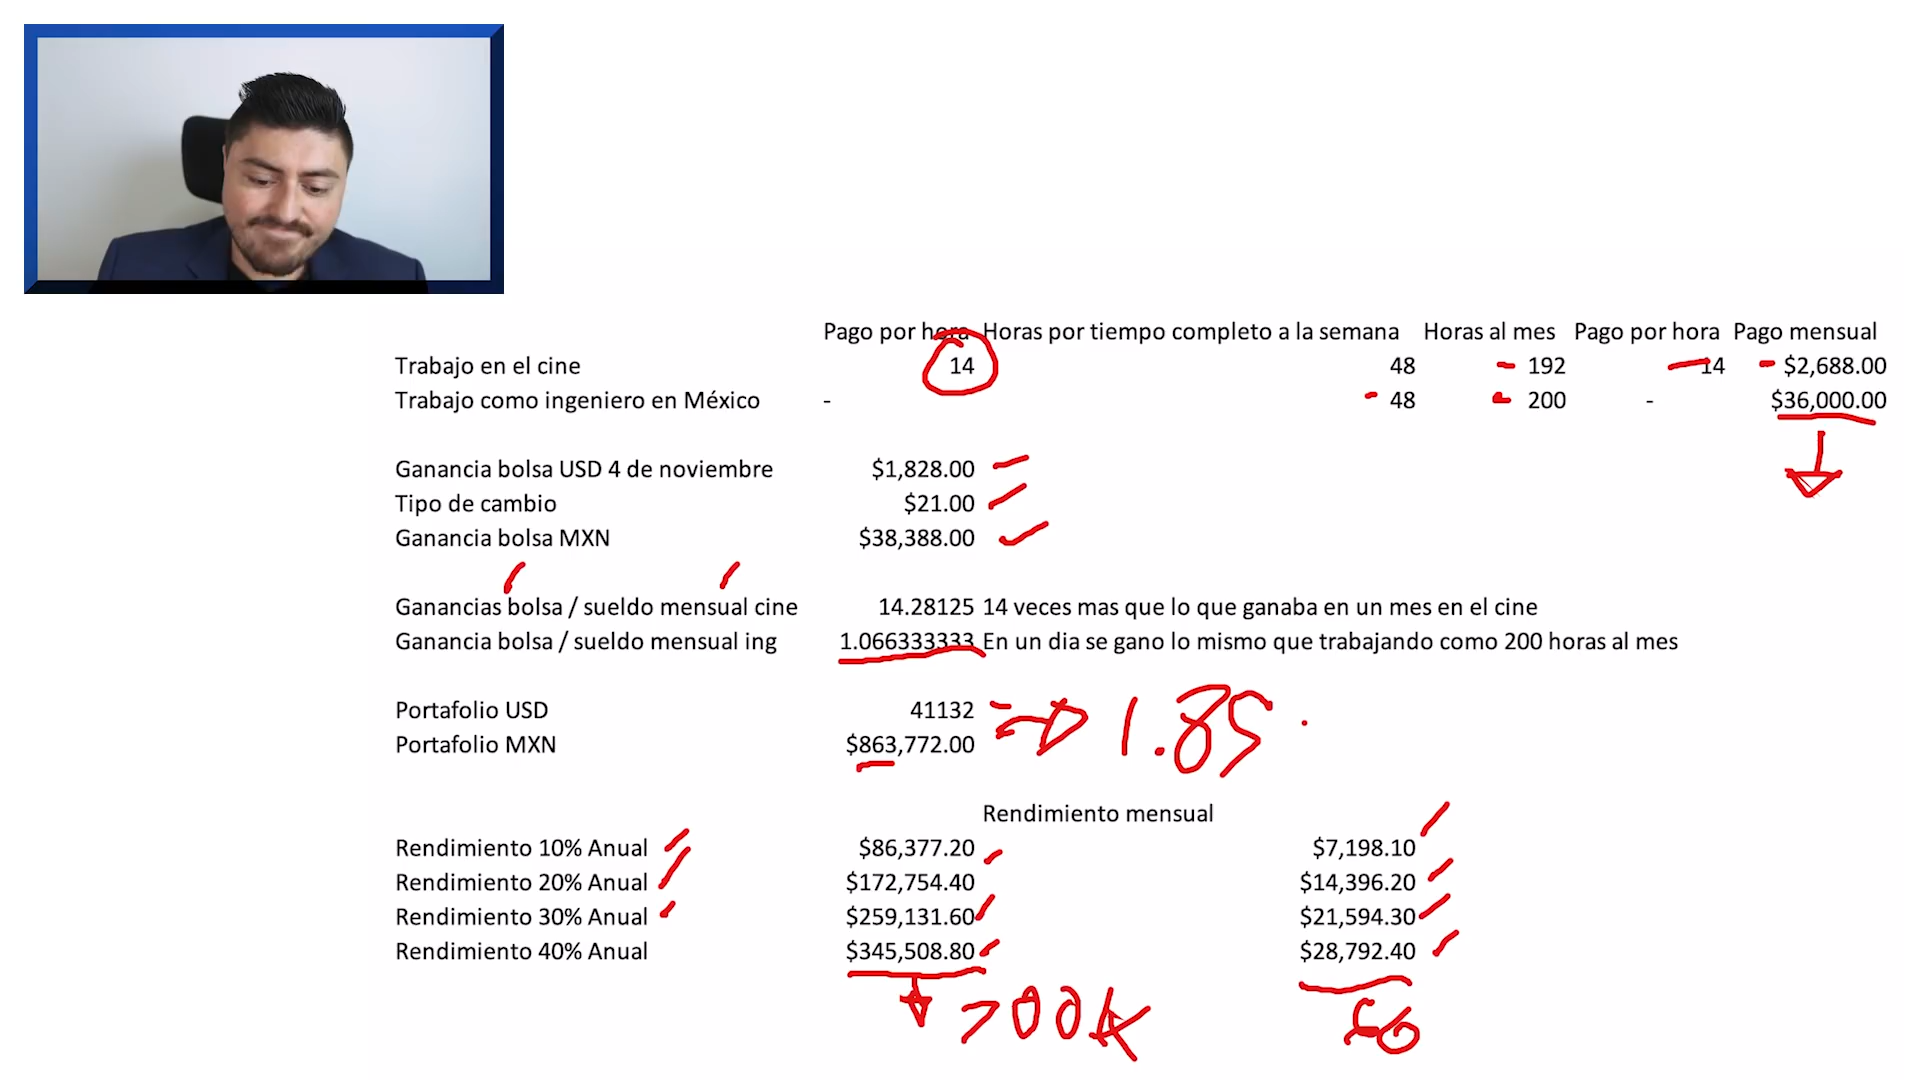 Pago por hora Horas por tiempo completo a la semana Horas al mes Pago por hora Pago mensual
Trabajo en el cine 14 48 192 14 $2,688.00
Trabajo como ingeniero en México - 48 200 - $36,000.00
Ganancia bolsa USD 4 de noviembre $1,828.00
Tipo de cambio $21.00
Ganancia bolsa MXN $38,388.00
Ganancias bolsa / sueldo mensual cine 14.28125 14 veces mas que lo que ganaba en un mes en el cine
Ganancia bolsa / sueldo mensual ing 1.066333333 En un dia se gano lo mismo que trabajando como 200 horas al mes
Portafolio USD 41132
Portafolio MXN $863,772.00
1.85
Rendimiento mensual
Rendimiento 10% Anual $86,377.20 $7,198.10
Rendimiento 20% Anual $172,754.40 $14,396.20
Rendimiento 30% Anual $259,131.60 $21,594.30
Rendimiento 40% Anual $345,508.80 $28,792.40
700k